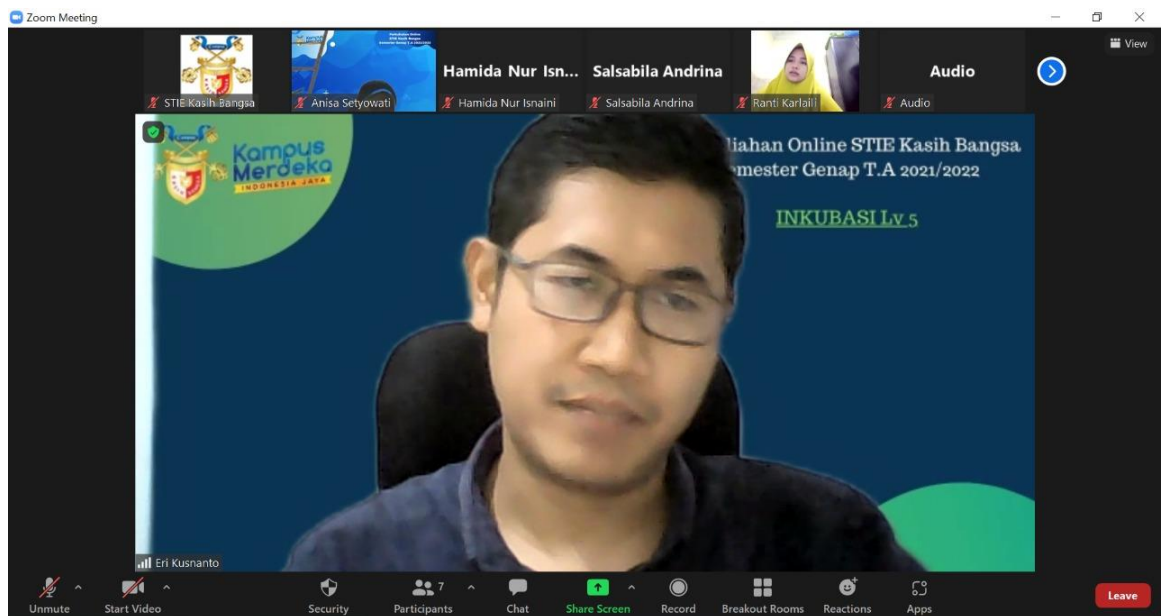 Zoom Meeting
View
Hamida Nur Isn...
Salsabila Andrina
Audio
STIE Kasih Bangsa
Anisa Setyowati
Hamida Nur Isnaini
Salsabila Andrina
Ranti Karlaili
Audio
Kampus
Merdeka
INDONESIA JAYA
liahan Online STIE Kasih Bangsa
emester Genap T.A 2021/2022
INKUBASI Lv 5
Eri Kusnanto
7
Unmute
Start Video
Security
Participants
Chat
Share Screen
Record
Breakout Rooms
Reactions
Apps
Leave